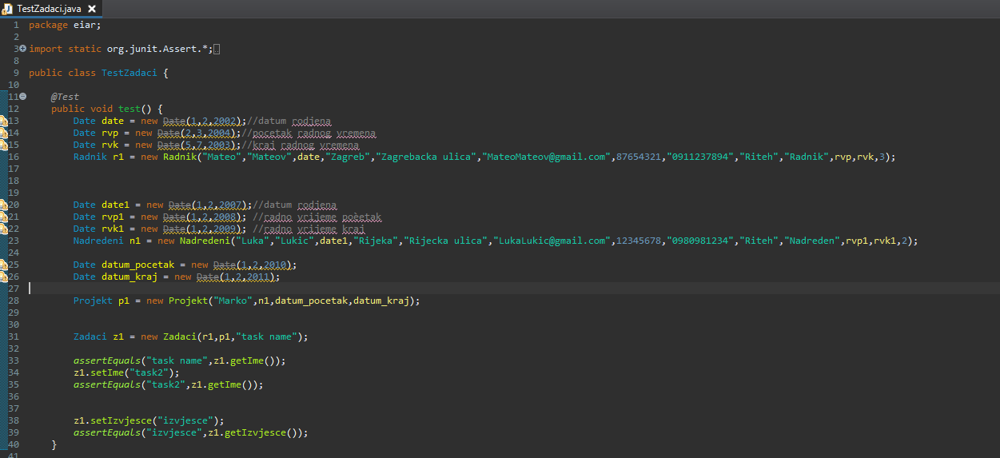 TestZadaci.java
1 package eiar;
2
3 import static org.junit.Assert.*;
8
9 public class TestZadaci {
10
11 @Test
12 public void test() {
13 Date date = new Date(1,2,2002);//datum rodjena
14 Date rvp = new Date(2,3,2004);//pocetak radnog vremena
15 Date rvk = new Date(5,7,2003);//kraj radnog vremena
16 Radnik r1 = new Radnik("Mateo","Mateov",date,"Zagreb","Zagrebacka ulica","MateoMateov@gmail.com",87654321,"0911237894","Riteh","Radnik",rvp,rvk,3);
17
18
19
20 Date date1 = new Date(1,2,2007);//datum rodjena
21 Date rvp1 = new Date(1,2,2008); //radno vrijeme poèetak
22 Date rvk1 = new Date(1,2,2009); //radno vrijeme kraj
23 Nadredeni n1 = new Nadredeni("Luka","Lukic",date1,"Rijeka","Rijecka ulica","LukaLukic@gmail.com",12345678,"0980981234","Riteh","Nadreden",rvp1,rvk1,2);
24
25 Date datum_pocetak = new Date(1,2,2010);
26 Date datum_kraj = new Date(1,2,2011);
27
28 Projekt p1 = new Projekt("Marko",n1,datum_pocetak,datum_kraj);
29
30
31 Zadaci z1 = new Zadaci(r1,p1,"task name");
32
33 assertEquals("task name",z1.getIme());
34 z1.setIme("task2");
35 assertEquals("task2",z1.getIme());
36
37
38 z1.setIzvjesce("izvjesce");
39 assertEquals("izvjesce",z1.getIzvjesce());
40 }
41